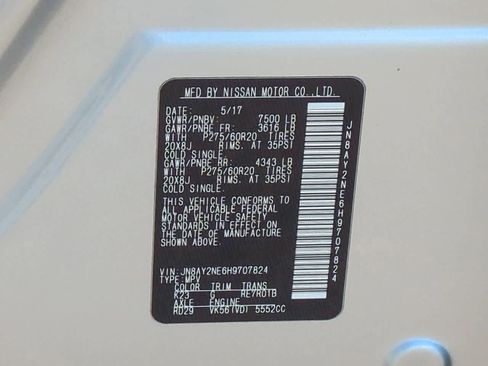 MFD BY NISSAN MOTOR CO.,LTD.
DATE: 5/17
GVWR/PNBV: 7500 LB
GAWR/PNBE FR: 3616 LB
WITH P275/60R20 TIRES
20X8J RIMS. AT 35PSI
COLD SINGLE.
GAWR/PNBE RR: 4343 LB
WITH P275/60R20 TIRES
20X8J RIMS. AT 35PSI
COLD SINGLE.
THIS VEHICLE CONFORMS TO
ALL APPLICABLE FEDERAL
MOTOR VEHICLE SAFETY
STANDARDS IN EFFECT
ON THE DATE OF MANUFACTURE
SHOWN ABOVE.
VIN: JN8AY2NE6H9707824
TYPE: MPV
COLOR TRIM TRANS
K23 G RE7R01B
AXLE ENGINE
RD29 VK56(VD) 5552CC
JN8AY2NE6H9707824